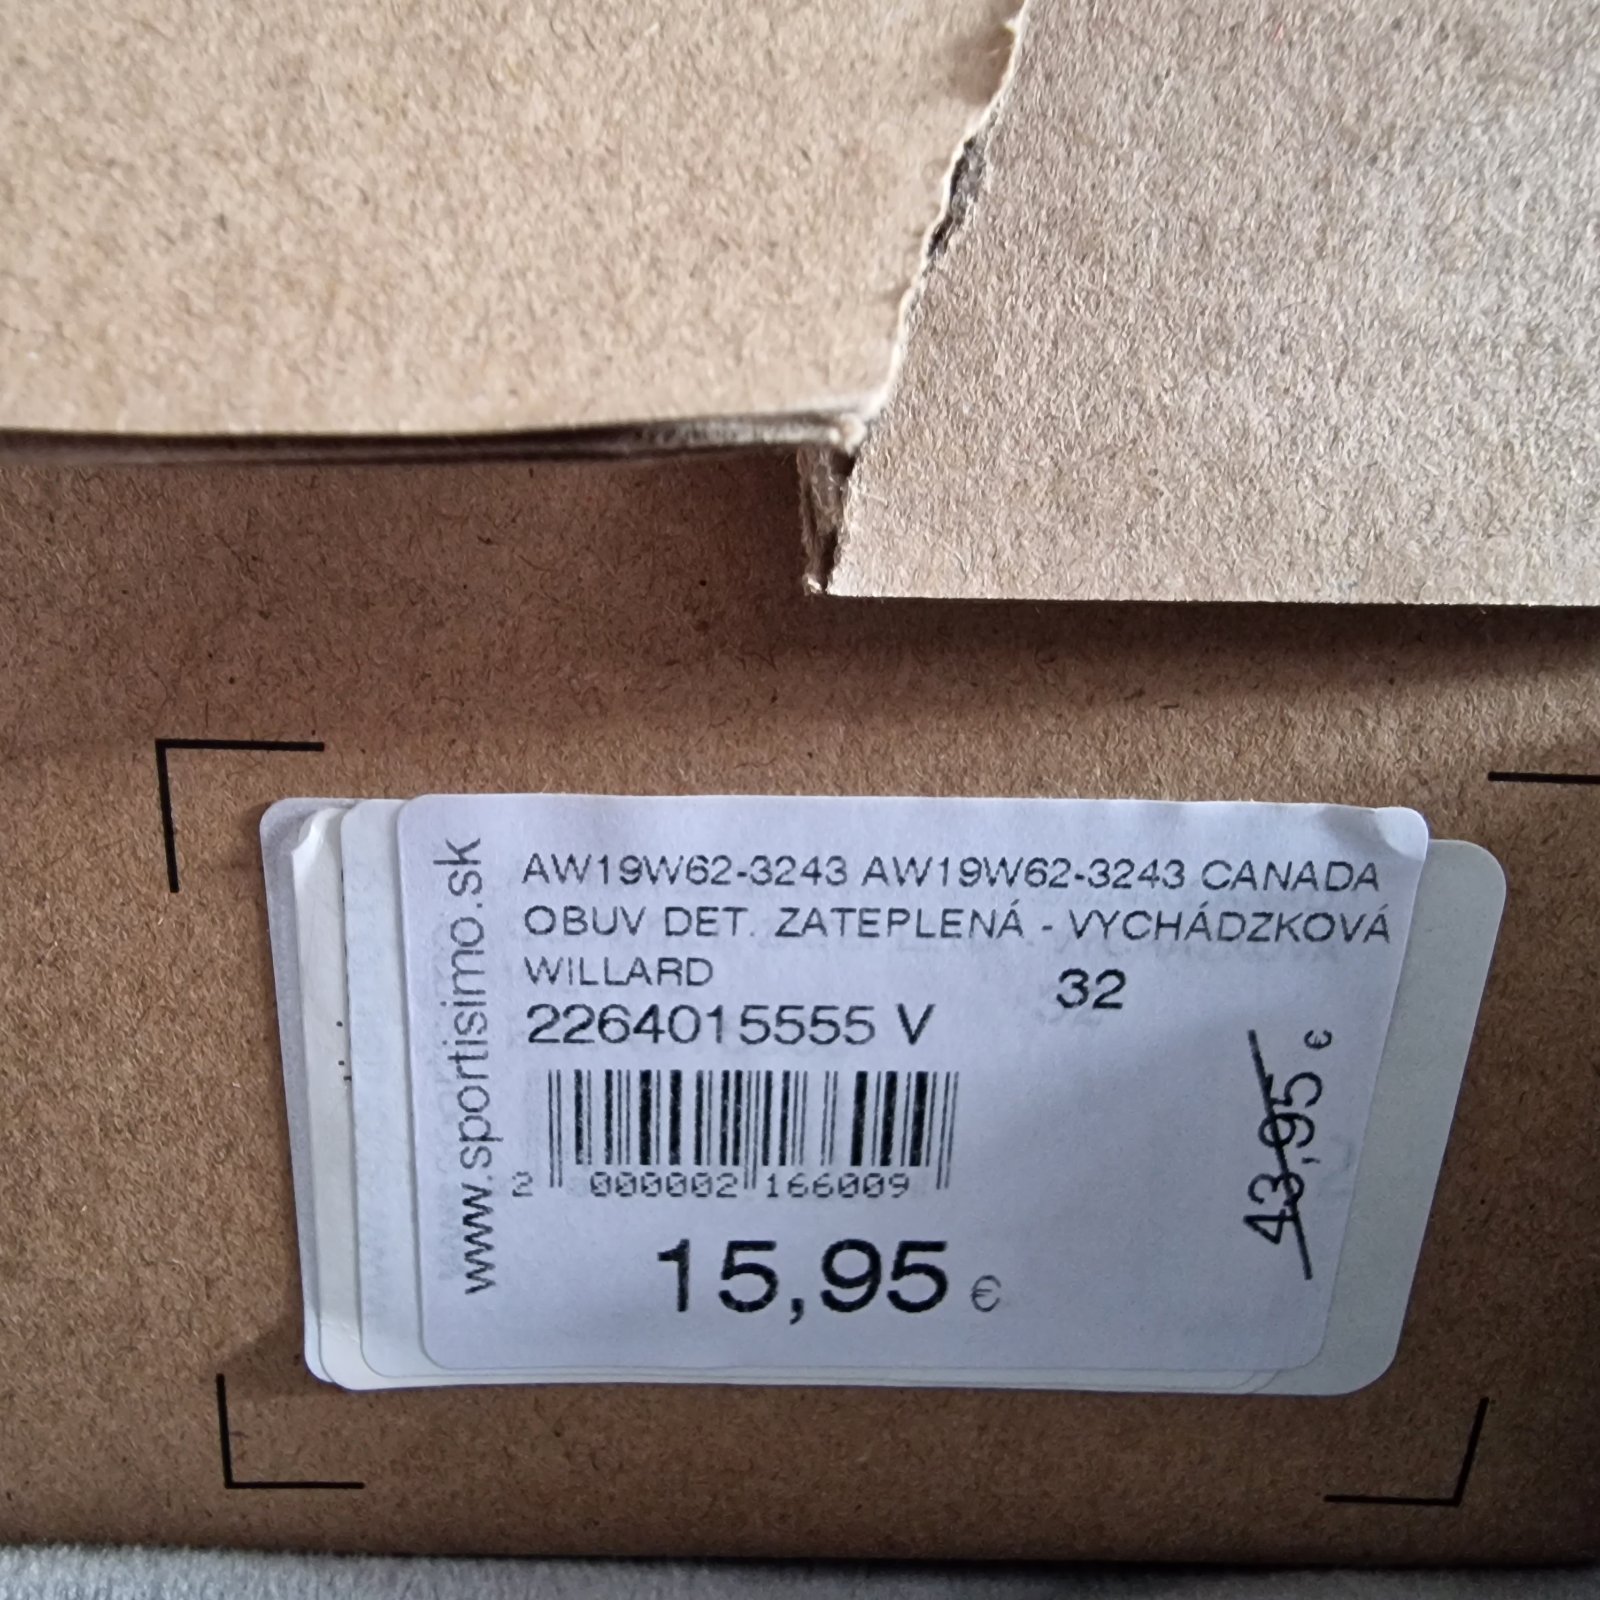 www.sportisimo.sk
AW19W62-3243 AW19W62-3243 CANADA
OBUV DET. ZATEPLENÁ - VYCHÁDZKOVÁ
WILLARD
32
2264015555 V
2 000002 166009
43,95 €
15,95 €